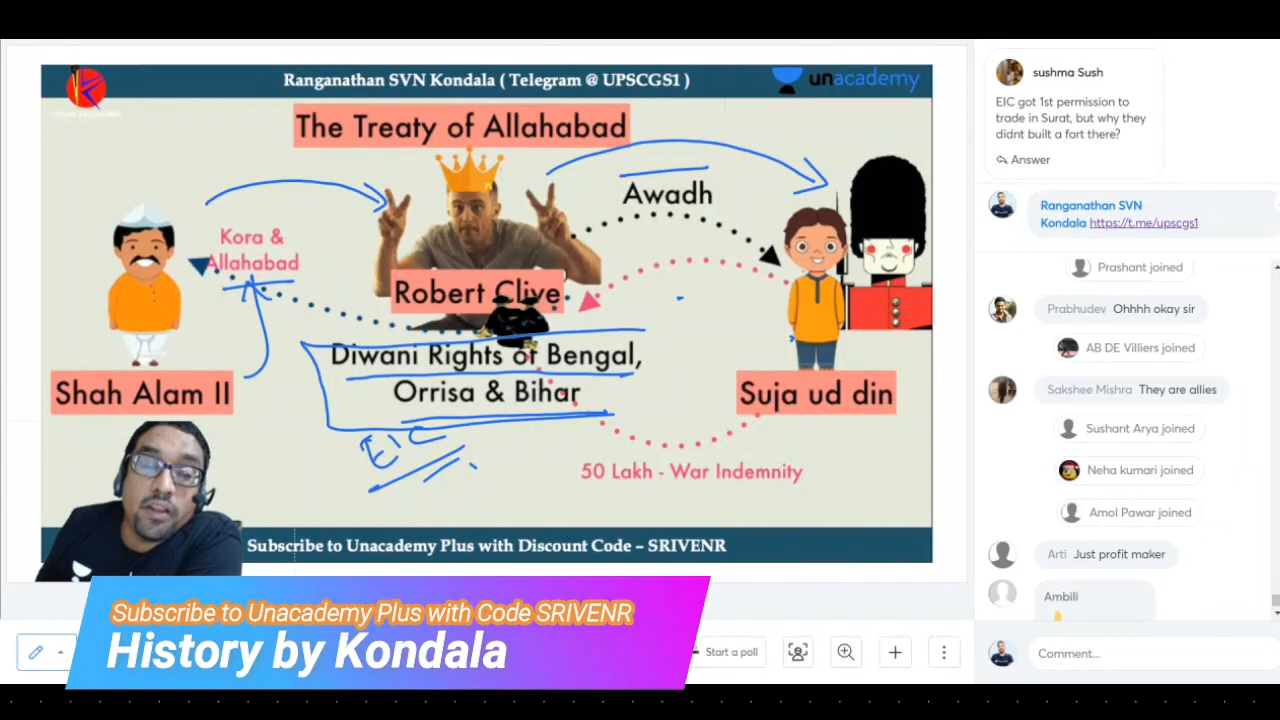 Ranganathan SVN Kondala ( Telegram @ UPSCGS1 )
unacademy
The Treaty of Allahabad
Awadh
Kora &
Allahabad
Robert Clive
Diwani Rights of Bengal,
Orrisa & Bihar
Shah Alam II
Suja ud din
EIC
50 Lakh - War Indemnity
Subscribe to Unacademy Plus with Discount Code – SRIVENR
Subscribe to Unacademy Plus with Code SRIVENR
History by Kondala
Start a poll
sushma Sush
EIC got 1st permission to
trade in Surat, but why they
didnt built a fort there?
Answer
Ranganathan SVN
Kondala https://t.me/upscgs1
Prashant joined
Prabhudev Ohhhh okay sir
AB DE Villiers joined
Sakshee Mishra They are allies
Sushant Arya joined
Neha kumari joined
Amol Pawar joined
Arti Just profit maker
Ambili
Comment...